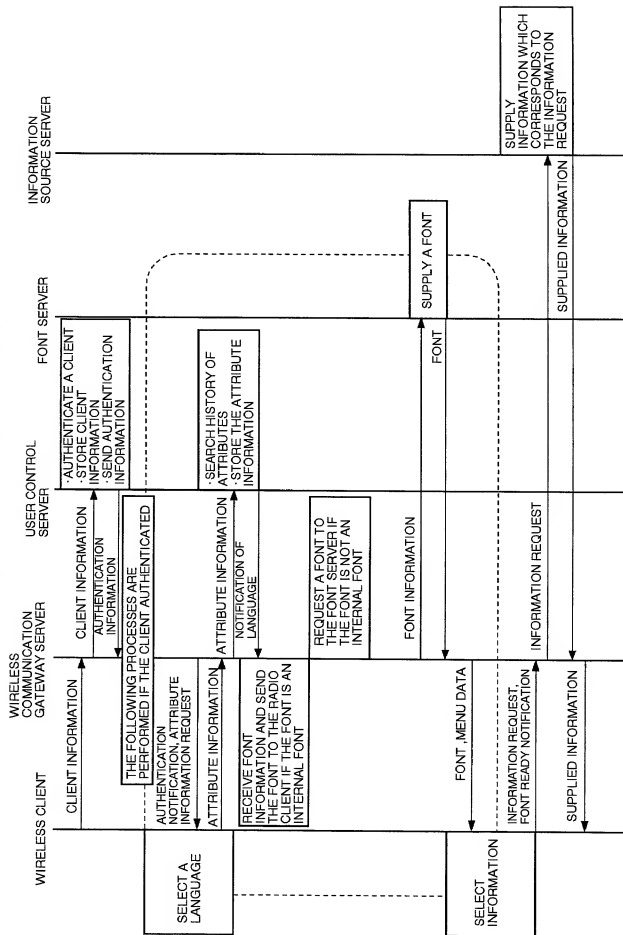 WIRELESS CLIENT
WIRELESS
COMMUNICATION
GATEWAY SERVER
USER CONTROL
SERVER
FONT SERVER
INFORMATION
SOURCE SERVER
CLIENT INFORMATION
CLIENT INFORMATION
AUTHENTICATION
INFORMATION
·AUTHENTICATE A CLIENT
·STORE CLIENT
INFORMATION
·SEND AUTHENTICATION
INFORMATION
THE FOLLOWING PROCESSES ARE
PERFORMED IF THE CLIENT AUTHENTICATED
SELECT A
LANGUAGE
AUTHENTICATION
NOTIFICATION, ATTRIBUTE
INFORMATION REQUEST
ATTRIBUTE INFORMATION
ATTRIBUTE INFORMATION
NOTIFICATION OF
LANGUAGE
·SEARCH HISTORY OF
ATTRIBUTES
·STORE THE ATTRIBUTE
INFORMATION
RECEIVE FONT
INFORMATION AND SEND
THE FONT TO THE RADIO
CLIENT IF THE FONT IS AN
INTERNAL FONT
REQUEST A FONT TO
THE FONT SERVER IF
THE FONT IS NOT AN
INTERNAL FONT
FONT INFORMATION
FONT
SUPPLY A FONT
FONT ,MENU DATA
SELECT
INFORMATION
INFORMATION REQUEST,
FONT READY NOTIFICATION
INFORMATION REQUEST
SUPPLY
INFORMATION WHICH
CORRESPONDS TO
THE INFORMATION
REQUEST
SUPPLIED INFORMATION
SUPPLIED INFORMATION